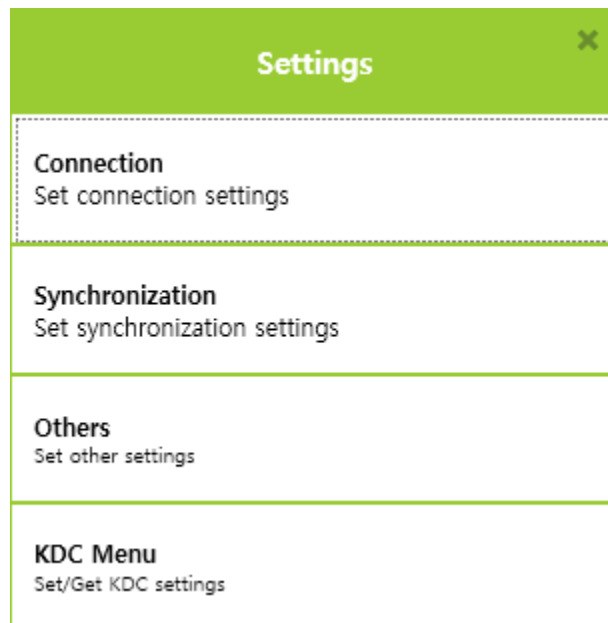 Settings
Connection
Set connection settings
Synchronization
Set synchronization settings
Others
Set other settings
KDC Menu
Set/Get KDC settings